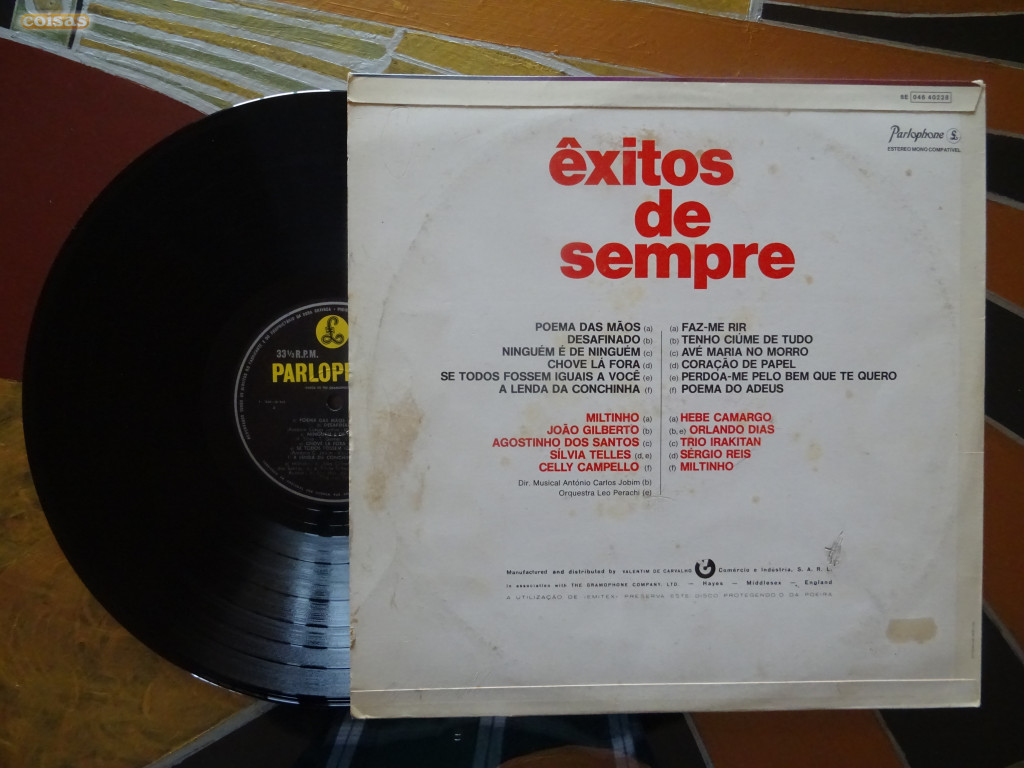 coisas
8E 048 40229
Parlophone
ESTEREO MONO COMPATÍVEL
êxitos
de
sempre
POEMA DAS MÃOS (a)
DESAFINADO (b)
NINGUÉM É DE NINGUÉM (c)
CHOVE LÁ FORA (d)
SE TODOS FOSSEM IGUAIS A VOCÊ (e)
A LENDA DA CONCHINHA (f)
(a) FAZ-ME RIR
(b) TENHO CIÚME DE TUDO
(c) AVÉ MARIA NO MORRO
(d) CORAÇÃO DE PAPEL
(e) PERDOA-ME PELO BEM QUE TE QUERO
(f) POEMA DO ADEUS
MILTINHO (a)
JOÃO GILBERTO (b)
AGOSTINHO DOS SANTOS (c)
SÍLVIA TELLES (d, e)
CELLY CAMPELLO (f)
Dir. Musical António Carlos Jobim (b)
Orquestra Leo Perachi (e)
(a) HEBE CAMARGO
(b, e) ORLANDO DIAS
(c) TRIO IRAKITAN
(d) SÉRGIO REIS
(f) MILTINHO
Manufactured and distributed by VALENTIM DE CARVALHO Comércio e Indústria, S. A. R. L.
in association with THE GRAMOPHONE COMPANY, LTD. — Hayes — Middlesex — England
A UTILIZAÇÃO DE (EMITEX) PRESERVA ESTE DISCO PROTEGENDO O DA POEIRA
33⅓ R.P.M.
PARLOP